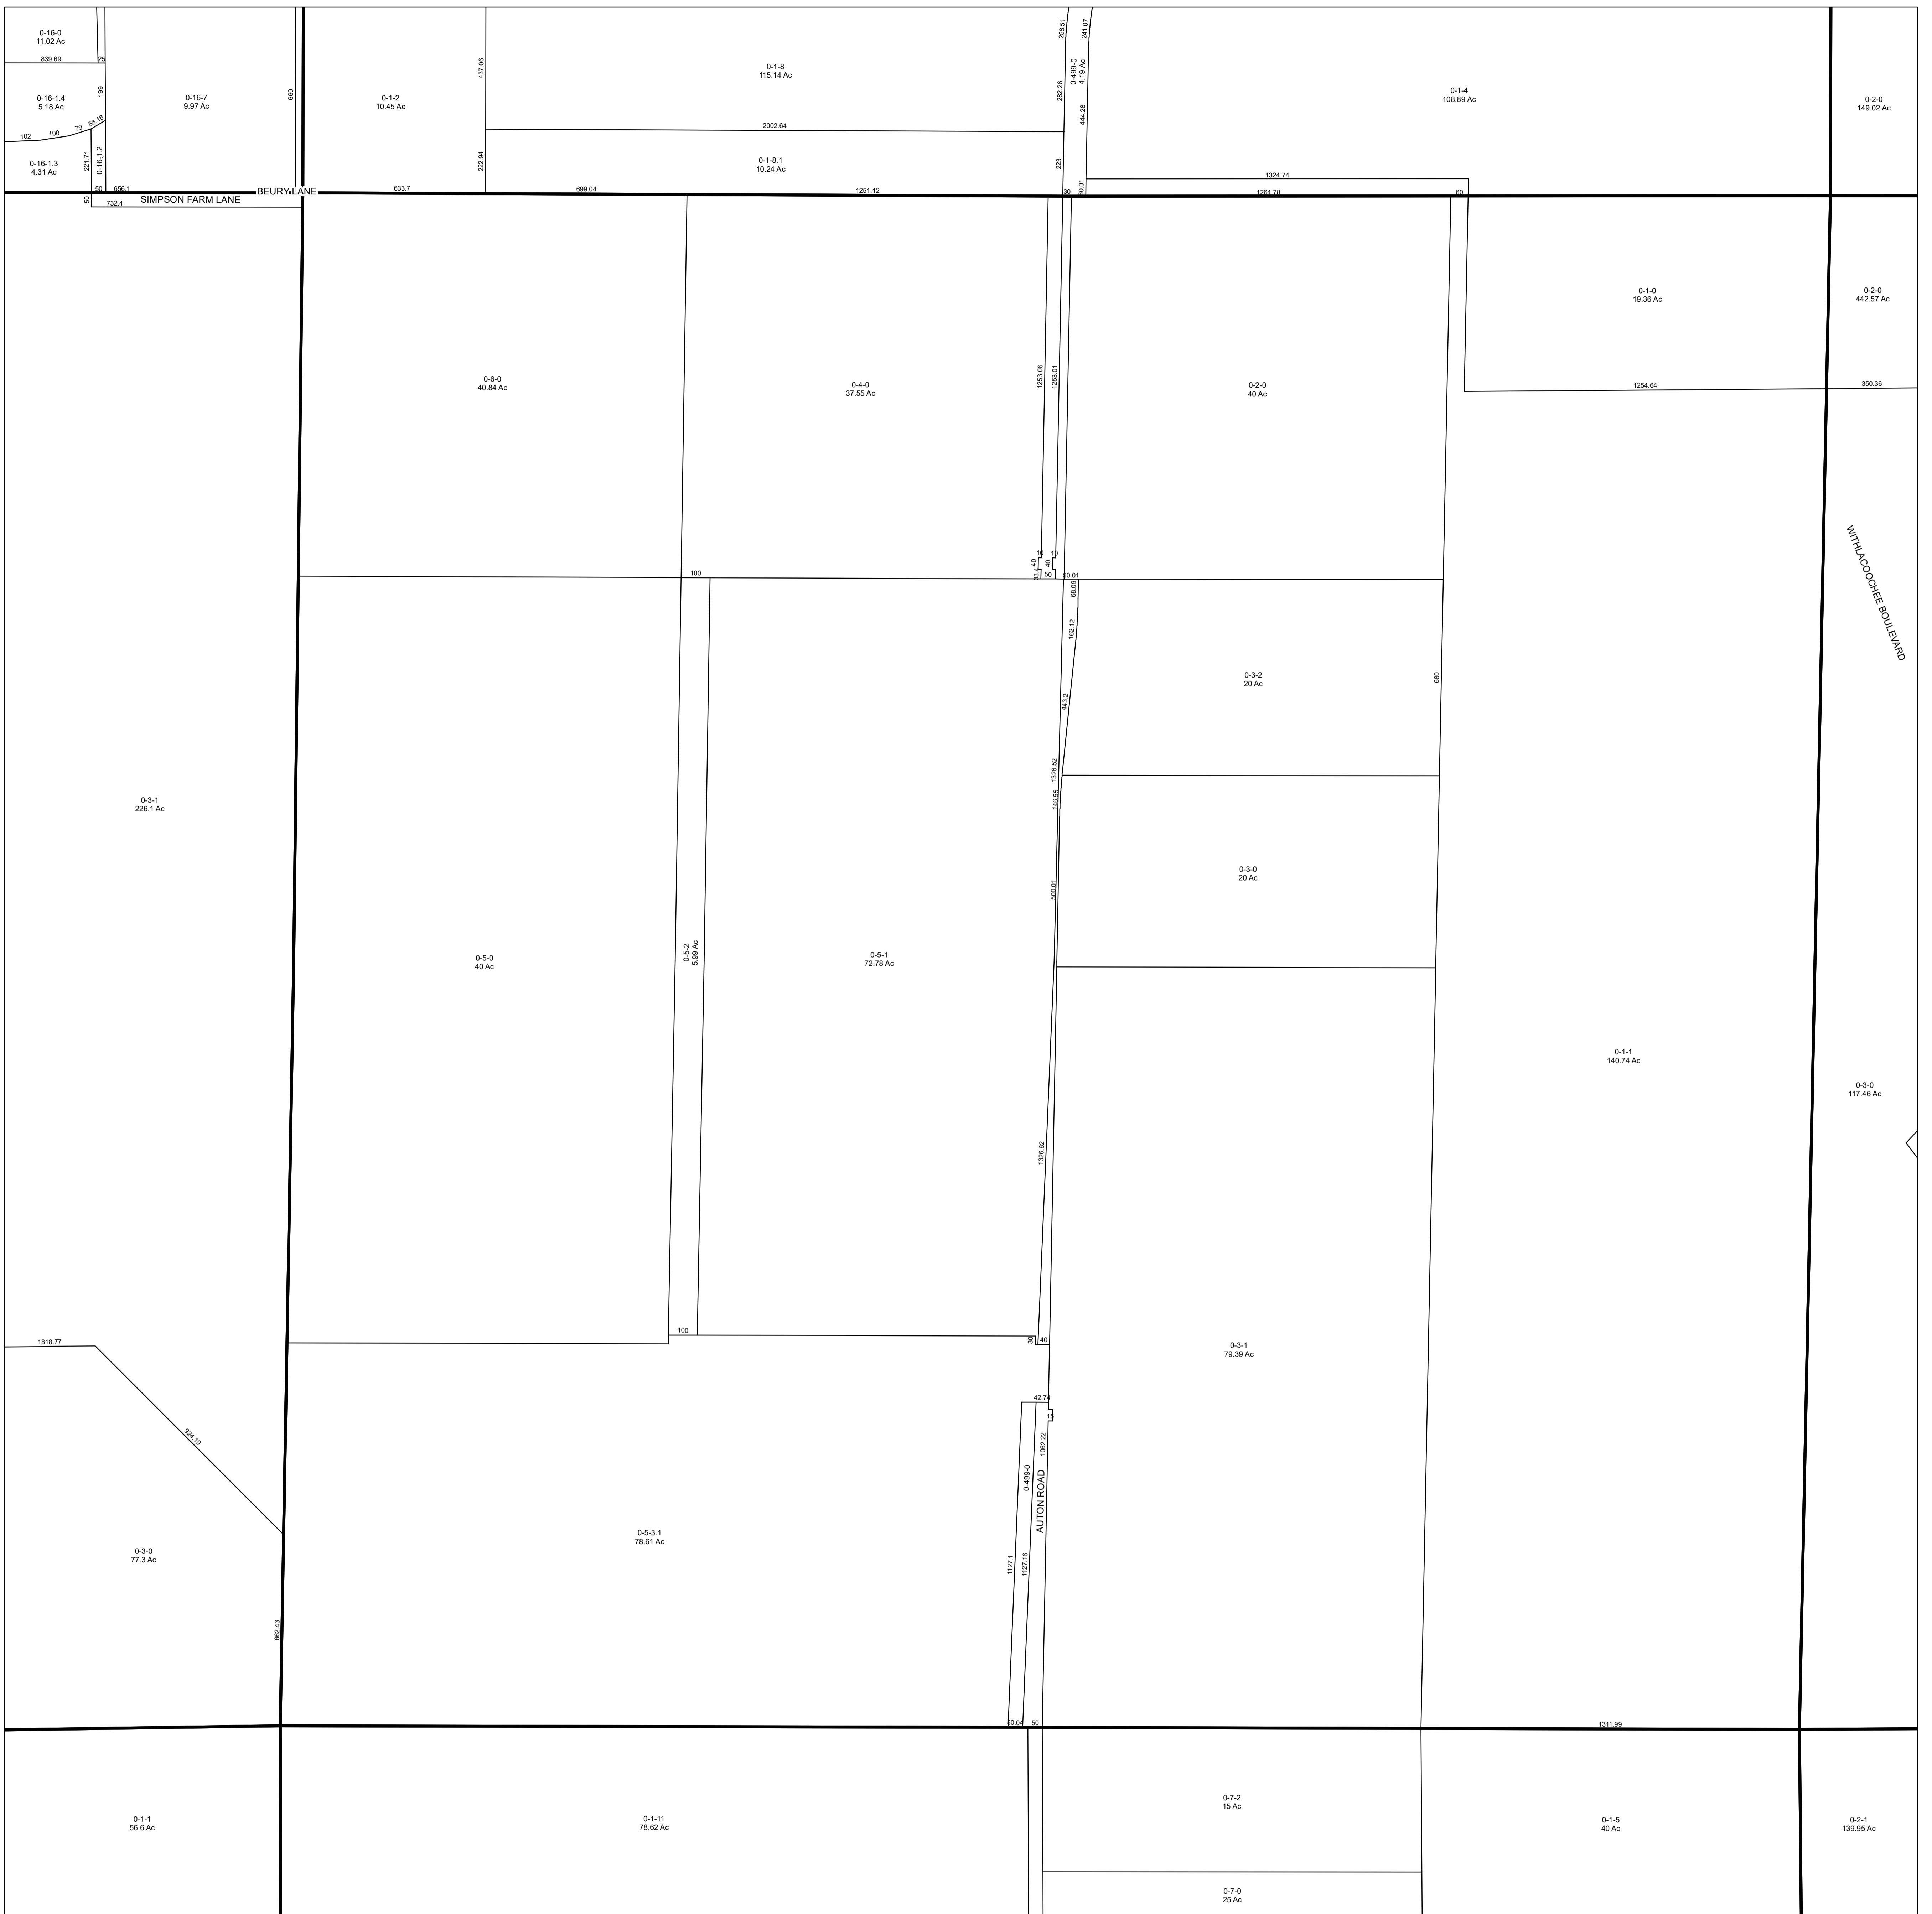 0-16-0
11.02 Ac
839.69
25
0-16-1.4
5.18 Ac
199
0-16-7
9.97 Ac
660
102
100
79
58.16
0-16-1.3
4.31 Ac
221.71
0-16-1.2
50
656.1
BEURY LANE
SIMPSON FARM LANE
50
732.4
0-1-2
10.45 Ac
437.06
222.94
0-1-8
115.14 Ac
2002.64
0-1-8.1
10.24 Ac
633.7
699.04
1251.12
258.51
241.07
282.26
0-499-0
4.19 Ac
444.28
223
30
50.01
0-1-4
108.89 Ac
1324.74
1264.78
60
0-2-0
149.02 Ac
0-6-0
40.84 Ac
0-4-0
37.55 Ac
1253.06
1253.01
0-2-0
40 Ac
0-1-0
19.36 Ac
0-2-0
442.57 Ac
1254.64
350.36
WITHLACOOCHEE BOULEVARD
100
10
10
40
40
33.4
50
50.01
68.09
162.12
443.2
0-3-2
20 Ac
680
1326.52
146.55
0-3-1
226.1 Ac
0-3-0
20 Ac
500.01
0-5-0
40 Ac
0-5-2
5.99 Ac
0-5-1
72.78 Ac
0-1-1
140.74 Ac
0-3-0
117.46 Ac
1326.62
100
30
40
0-3-1
79.39 Ac
1818.77
924.19
42.74
15
1062.22
0-499-0
AUTON ROAD
0-5-3.1
78.61 Ac
1127.1
1127.16
0-3-0
77.3 Ac
662.43
50.04
50
1311.99
0-1-1
56.6 Ac
0-1-11
78.62 Ac
0-7-2
15 Ac
0-1-5
40 Ac
0-2-1
139.95 Ac
0-7-0
25 Ac